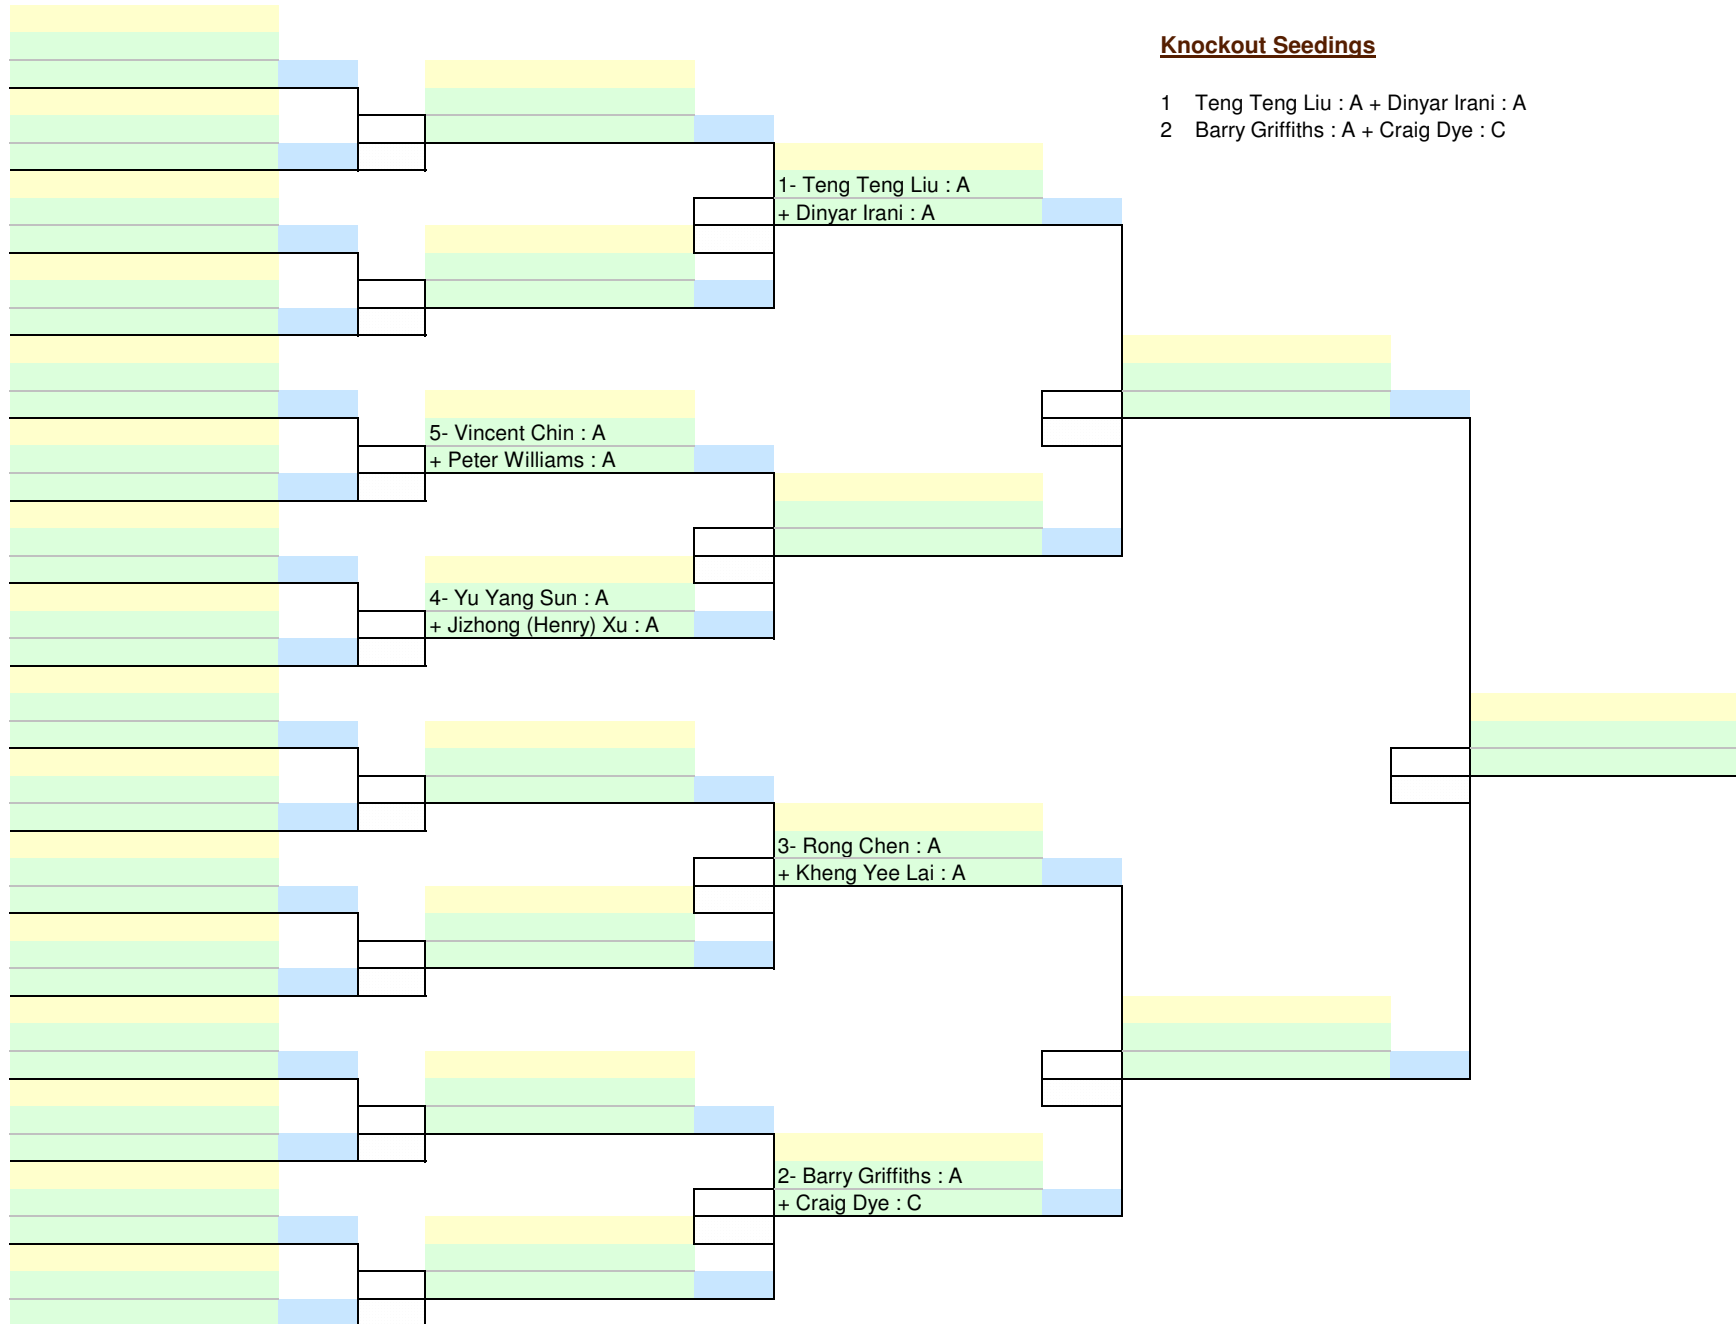 Knockout Seedings
1 Teng Teng Liu : A + Dinyar Irani : A
2 Barry Griffiths : A + Craig Dye : C
1- Teng Teng Liu : A
+ Dinyar Irani : A
5- Vincent Chin : A
+ Peter Williams : A
4- Yu Yang Sun : A
+ Jizhong (Henry) Xu : A
3- Rong Chen : A
+ Kheng Yee Lai : A
2- Barry Griffiths : A
+ Craig Dye : C